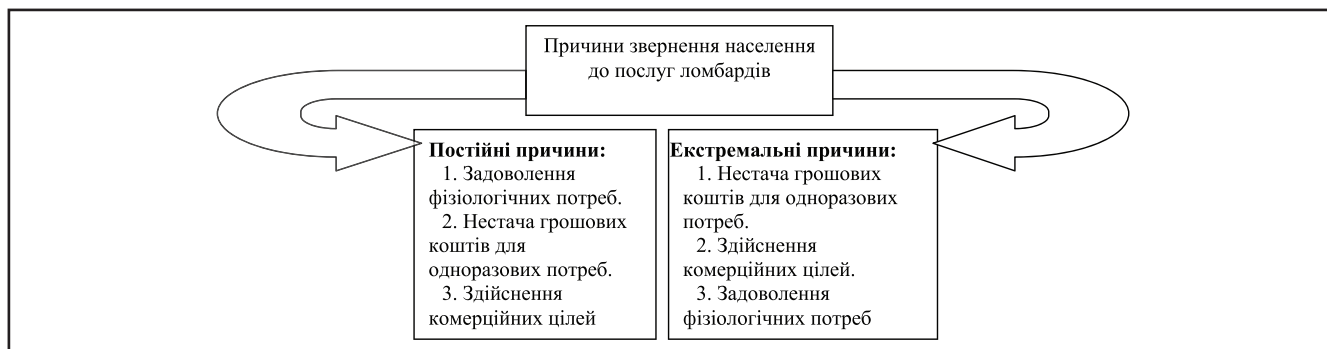 Причини звернення населення
до послуг ломбардів
Постійні причини:
1. Задоволення
фізіологічних потреб.
2. Нестача грошових
коштів для
одноразових потреб.
3. Здійснення
комерційних цілей
Екстремальні причини:
1. Нестача грошових
коштів для одноразових
потреб.
2. Здійснення
комерційних цілей.
3. Задоволення
фізіологічних потреб